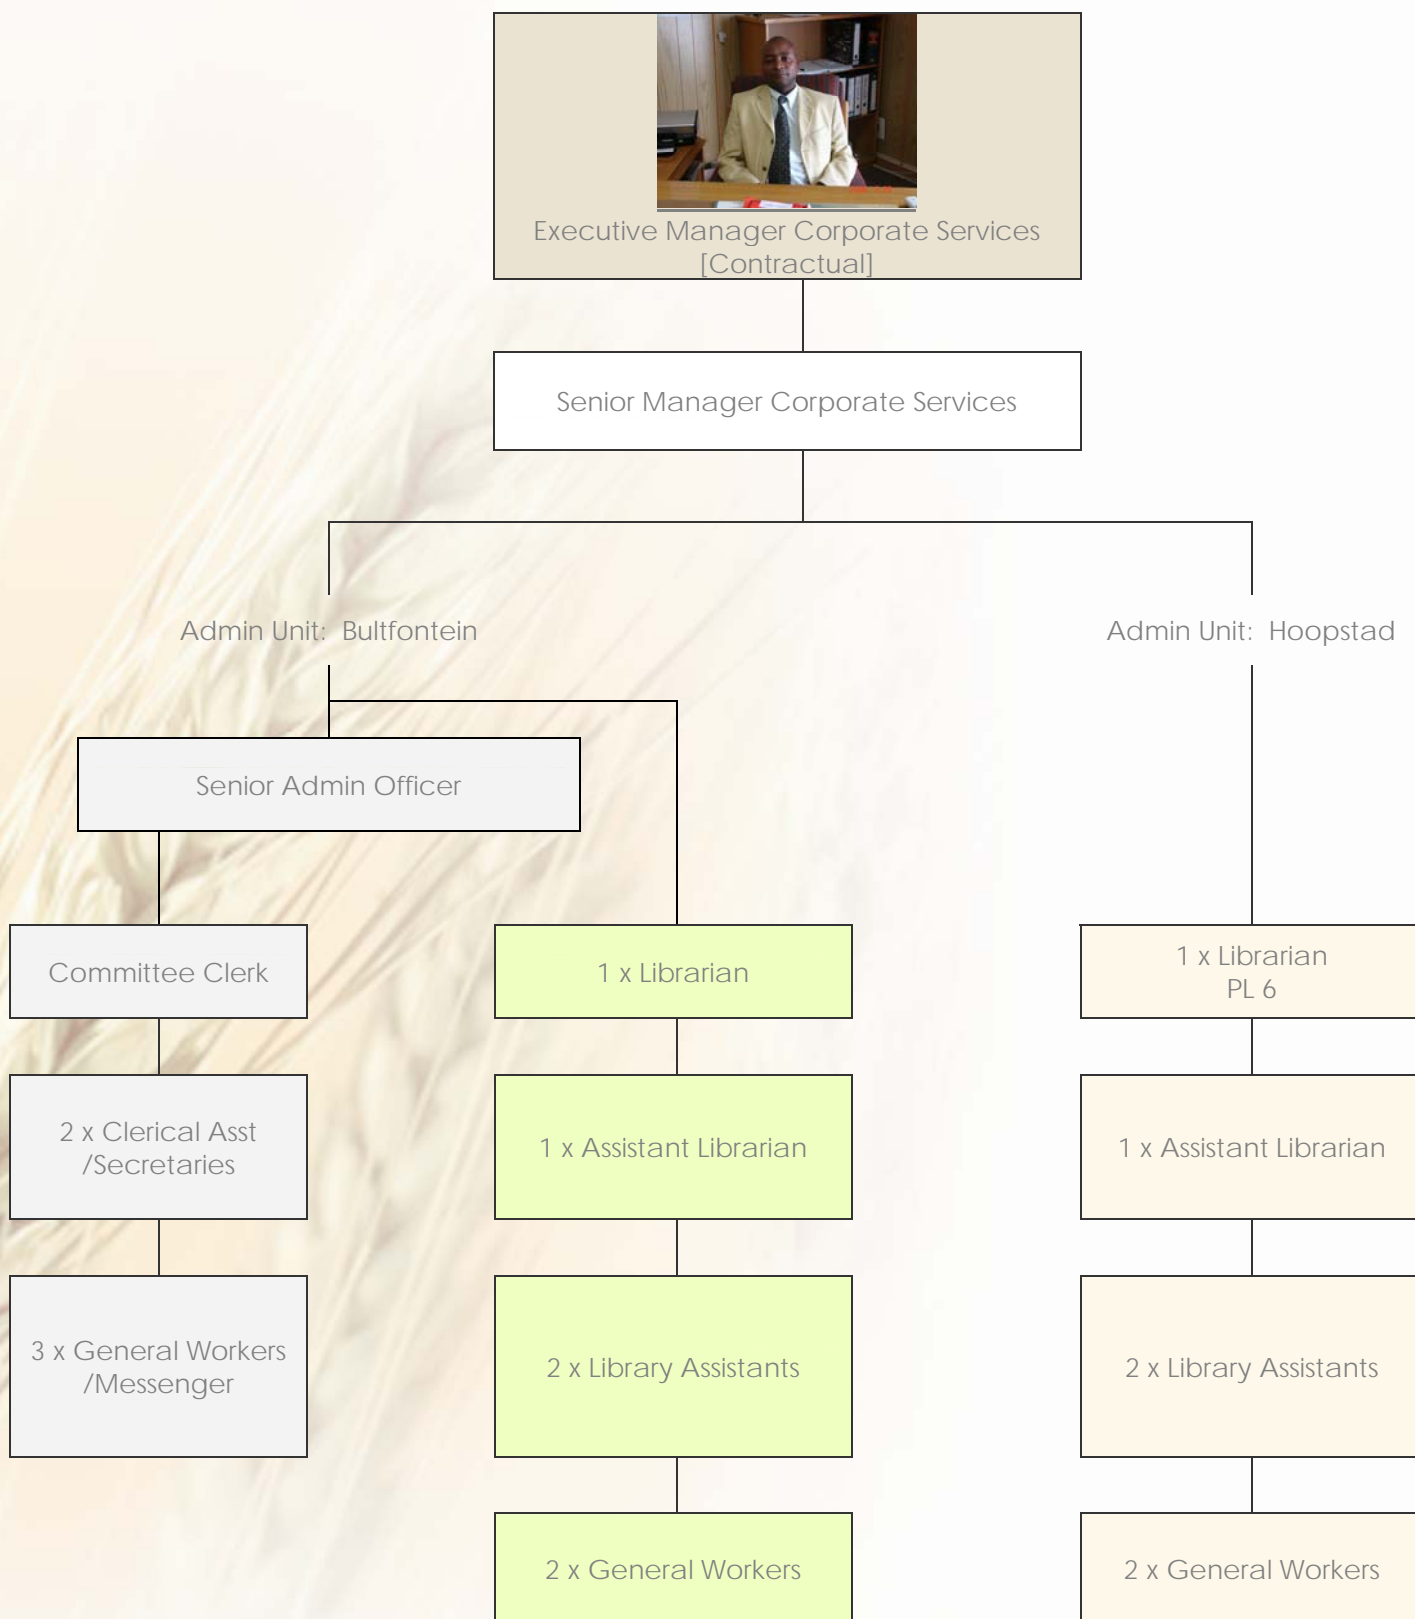 Executive Manager Corporate Services
[Contractual]
Senior Manager Corporate Services
Admin Unit: Bultfontein
Admin Unit: Hoopstad
Senior Admin Officer
Committee Clerk
1 x Librarian
1 x Librarian
PL 6
2 x Clerical Asst
/Secretaries
1 x Assistant Librarian
1 x Assistant Librarian
3 x General Workers
/Messenger
2 x Library Assistants
2 x Library Assistants
2 x General Workers
2 x General Workers